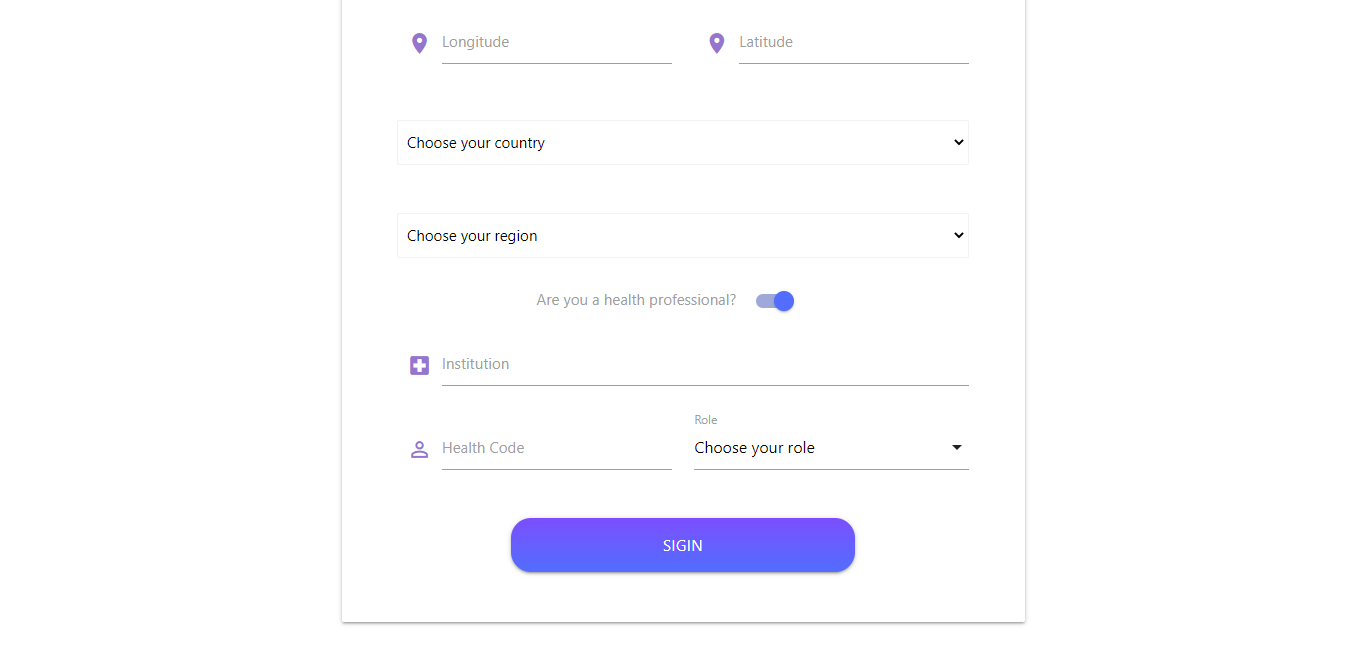 Longitude Latitude
Choose your country
Choose your region
Are you a health professional?
Institution
Role
Health Code Choose your role
SIGIN